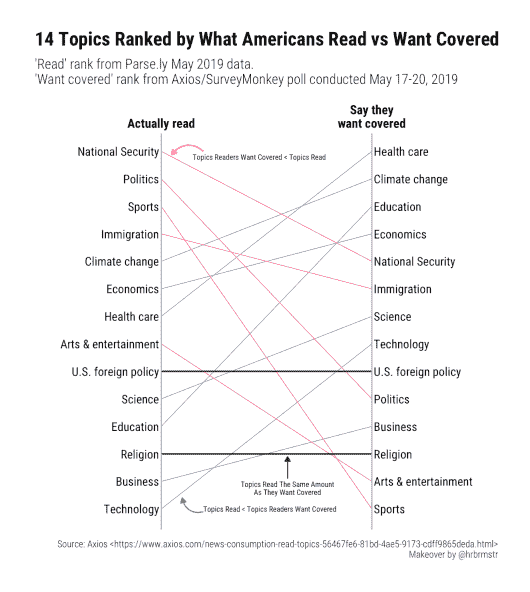 14 Topics Ranked by What Americans Read vs Want Covered
'Read' rank from Parse.ly May 2019 data.
'Want covered' rank from Axios/SurveyMonkey poll conducted May 17-20, 2019
Actually read
Say they
want covered
National Security
Politics
Sports
Immigration
Climate change
Economics
Health care
Arts & entertainment
U.S. foreign policy
Science
Education
Religion
Business
Technology
Topics Readers Want Covered < Topics Read
Topics Read The Same Amount
As They Want Covered
Topics Read < Topics Readers Want Covered
Health care
Climate change
Education
Economics
National Security
Immigration
Science
Technology
U.S. foreign policy
Politics
Business
Religion
Arts & entertainment
Sports
Source: Axios <https://www.axios.com/news-consumption-read-topics-56467fe6-81bd-4ae5-9173-cdff9865deda.html>
Makeover by @hrbrmstr